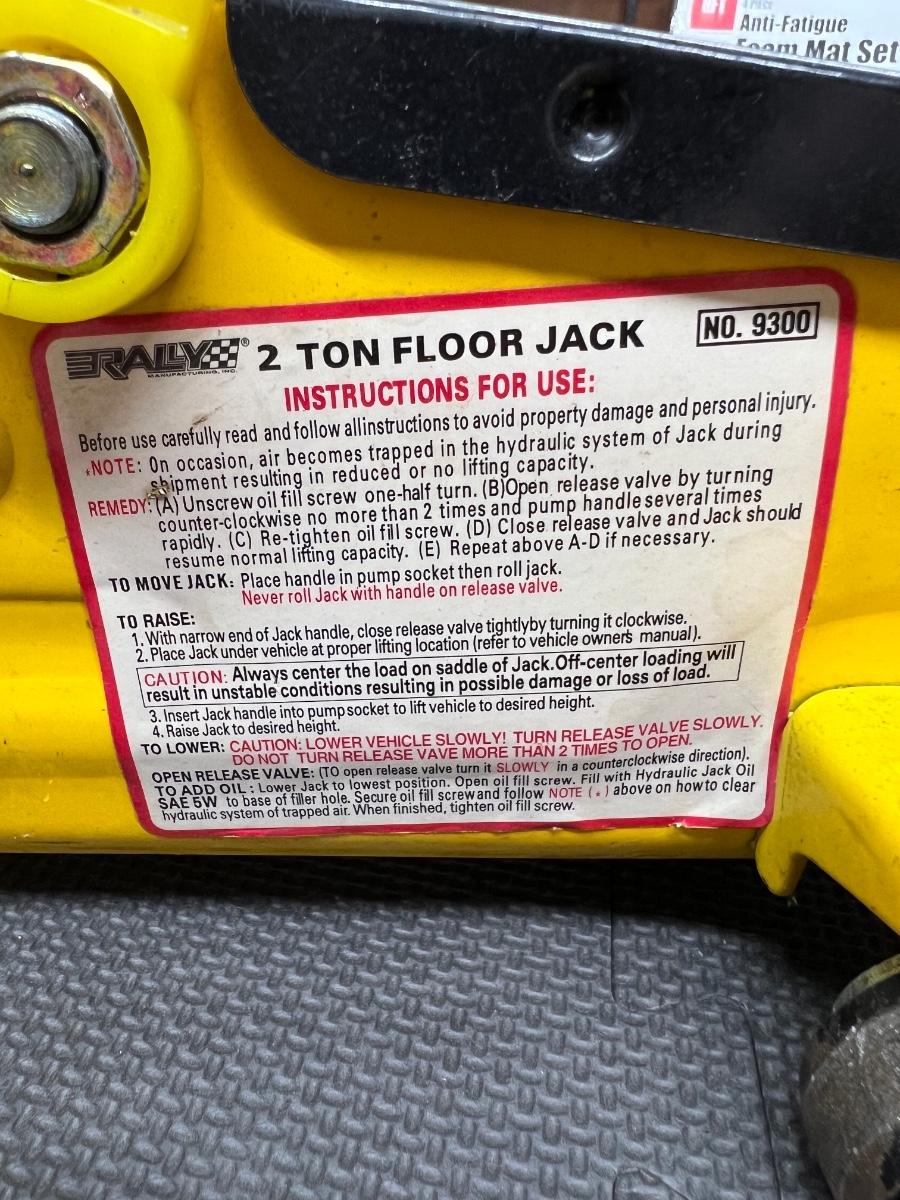 4 PIECE
Anti-Fatigue
Foam Mat Set
RALLY®
MANUFACTURING, INC.
2 TON FLOOR JACK
NO. 9300
INSTRUCTIONS FOR USE:
Before use carefully read and follow allinstructions to avoid property damage and personal injury.
*NOTE: On occasion, air becomes trapped in the hydraulic system of Jack during
shipment resulting in reduced or no lifting capacity.
REMEDY: (A) Unscrew oil fill screw one-half turn. (B)Open release valve by turning
counter-clockwise no more than 2 times and pump handle several times
rapidly. (C) Re-tighten oil fill screw. (D) Close release valve and Jack should
resume normal lifting capacity. (E) Repeat above A-D if necessary.
TO MOVE JACK: Place handle in pump socket then roll jack.
Never roll Jack with handle on release valve.
TO RAISE:
1. With narrow end of Jack handle, close release valve tightlyby turning it clockwise.
2. Place Jack under vehicle at proper lifting location (refer to vehicle owner's manual).
CAUTION: Always center the load on saddle of Jack.Off-center loading will
result in unstable conditions resulting in possible damage or loss of load.
3. Insert Jack handle into pump socket to lift vehicle to desired height.
4. Raise Jack to desired height.
TO LOWER: CAUTION: LOWER VEHICLE SLOWLY! TURN RELEASE VALVE SLOWLY.
DO NOT TURN RELEASE VAVE MORE THAN 2 TIMES TO OPEN.
OPEN RELEASE VALVE: (TO open release valve turn it SLOWLY in a counterclockwise direction).
TO ADD OIL: Lower Jack to lowest position. Open oil fill screw. Fill with Hydraulic Jack Oil
SAE 5W to base of filler hole. Secure oil fill screw and follow NOTE (*) above on how to clear
hydraulic system of trapped air. When finished, tighten oil fill screw.